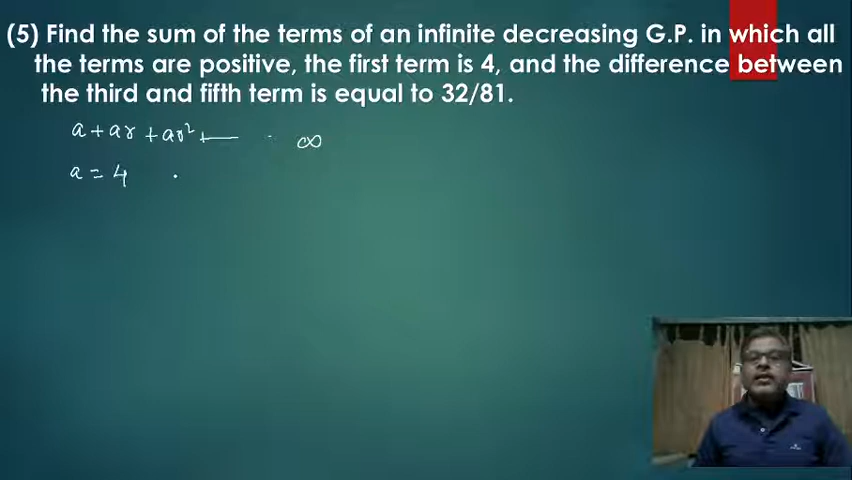 (5) Find the sum of the terms of an infinite decreasing G.P. in which all
the terms are positive, the first term is 4, and the difference between
the third and fifth term is equal to 32/81.
a + ar + ar² + — . ∞
a = 4